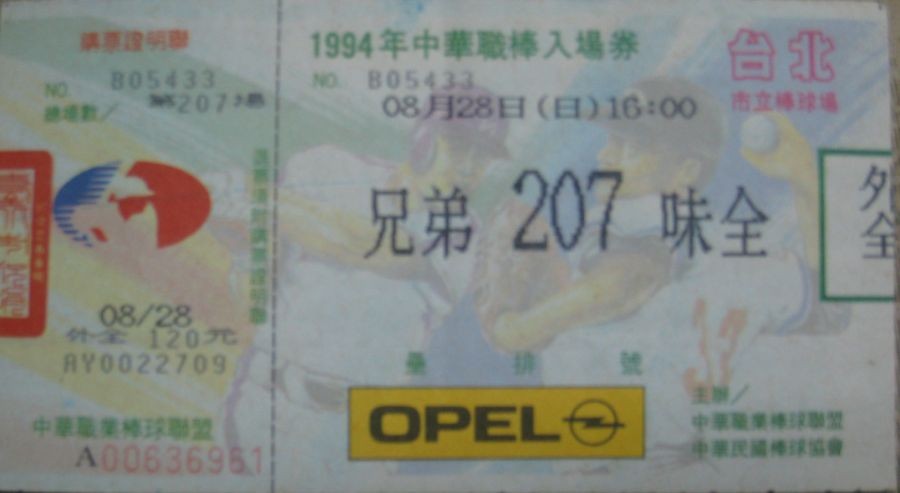 購票證明聯
NO. B05433
總場數／ 第207場
08/28
外全 120元
AY0022709
中華職業棒球聯盟
A00636961
1994年中華職棒入場券
NO. B05433
08月28日(日)16:00
台北
市立棒球場
兄弟 207 味全
外
全
壘 排 號
OPEL
主辦／
中華職業棒球聯盟
中華民國棒球協會